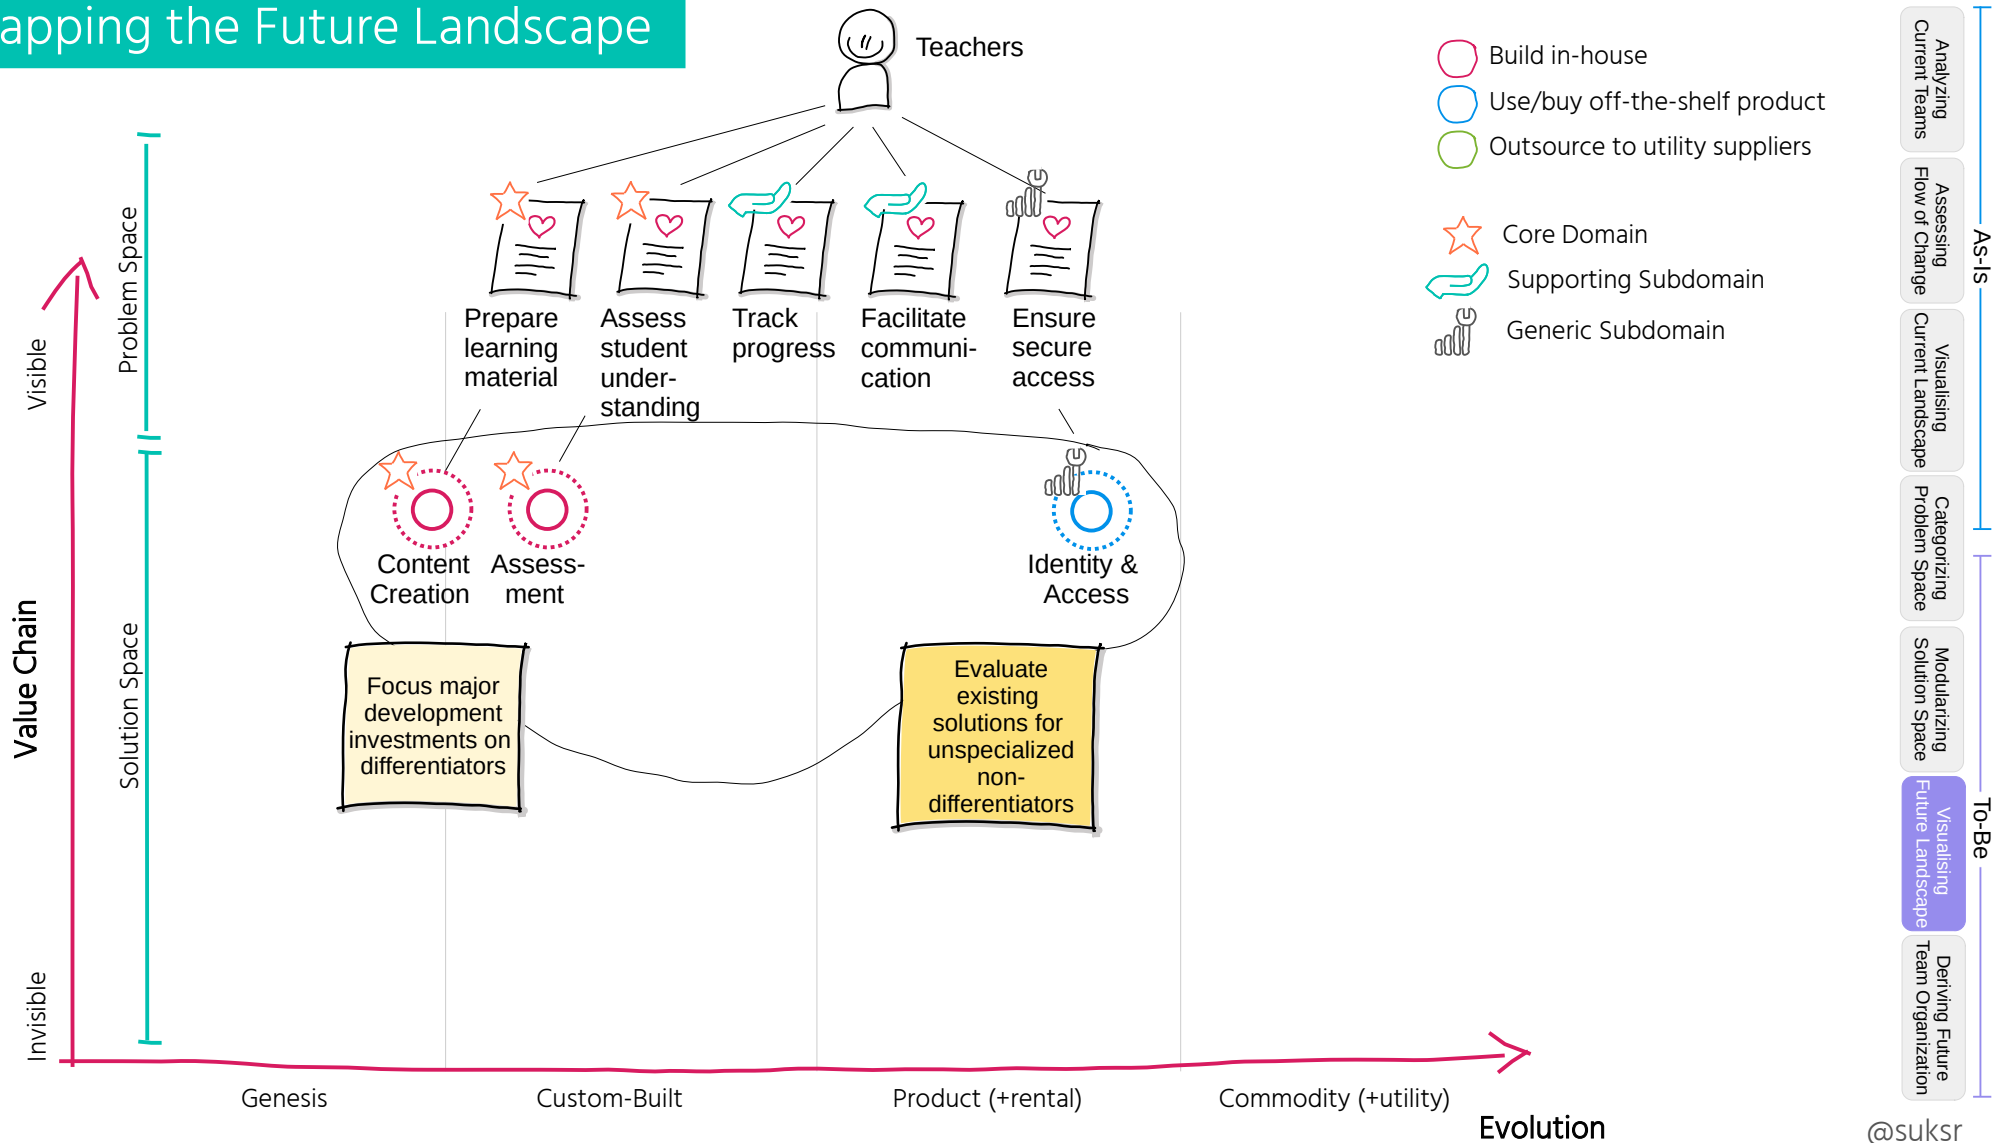 apping the Future Landscape
Teachers
Build in-house
Use/buy off-the-shelf product
Outsource to utility suppliers
Core Domain
Supporting Subdomain
Generic Subdomain
Prepare
learning
material
Assess
student
under-
standing
Track
progress
Facilitate
communi-
cation
Ensure
secure
access
Content
Creation
Assess-
ment
Identity &
Access
Focus major
development
investments on
differentiators
Evaluate
existing
solutions for
unspecialized
non-
differentiators
Value Chain
Visible
Invisible
Problem Space
Solution Space
Genesis
Custom-Built
Product (+rental)
Commodity (+utility)
Evolution
Analyzing
Current Teams
Assessing
Flow of Change
Visualising
Current Landscape
Categorizing
Problem Space
Modularizing
Solution Space
Visualising
Future Landscape
Deriving Future
Team Organization
As-Is
To-Be
@suksr